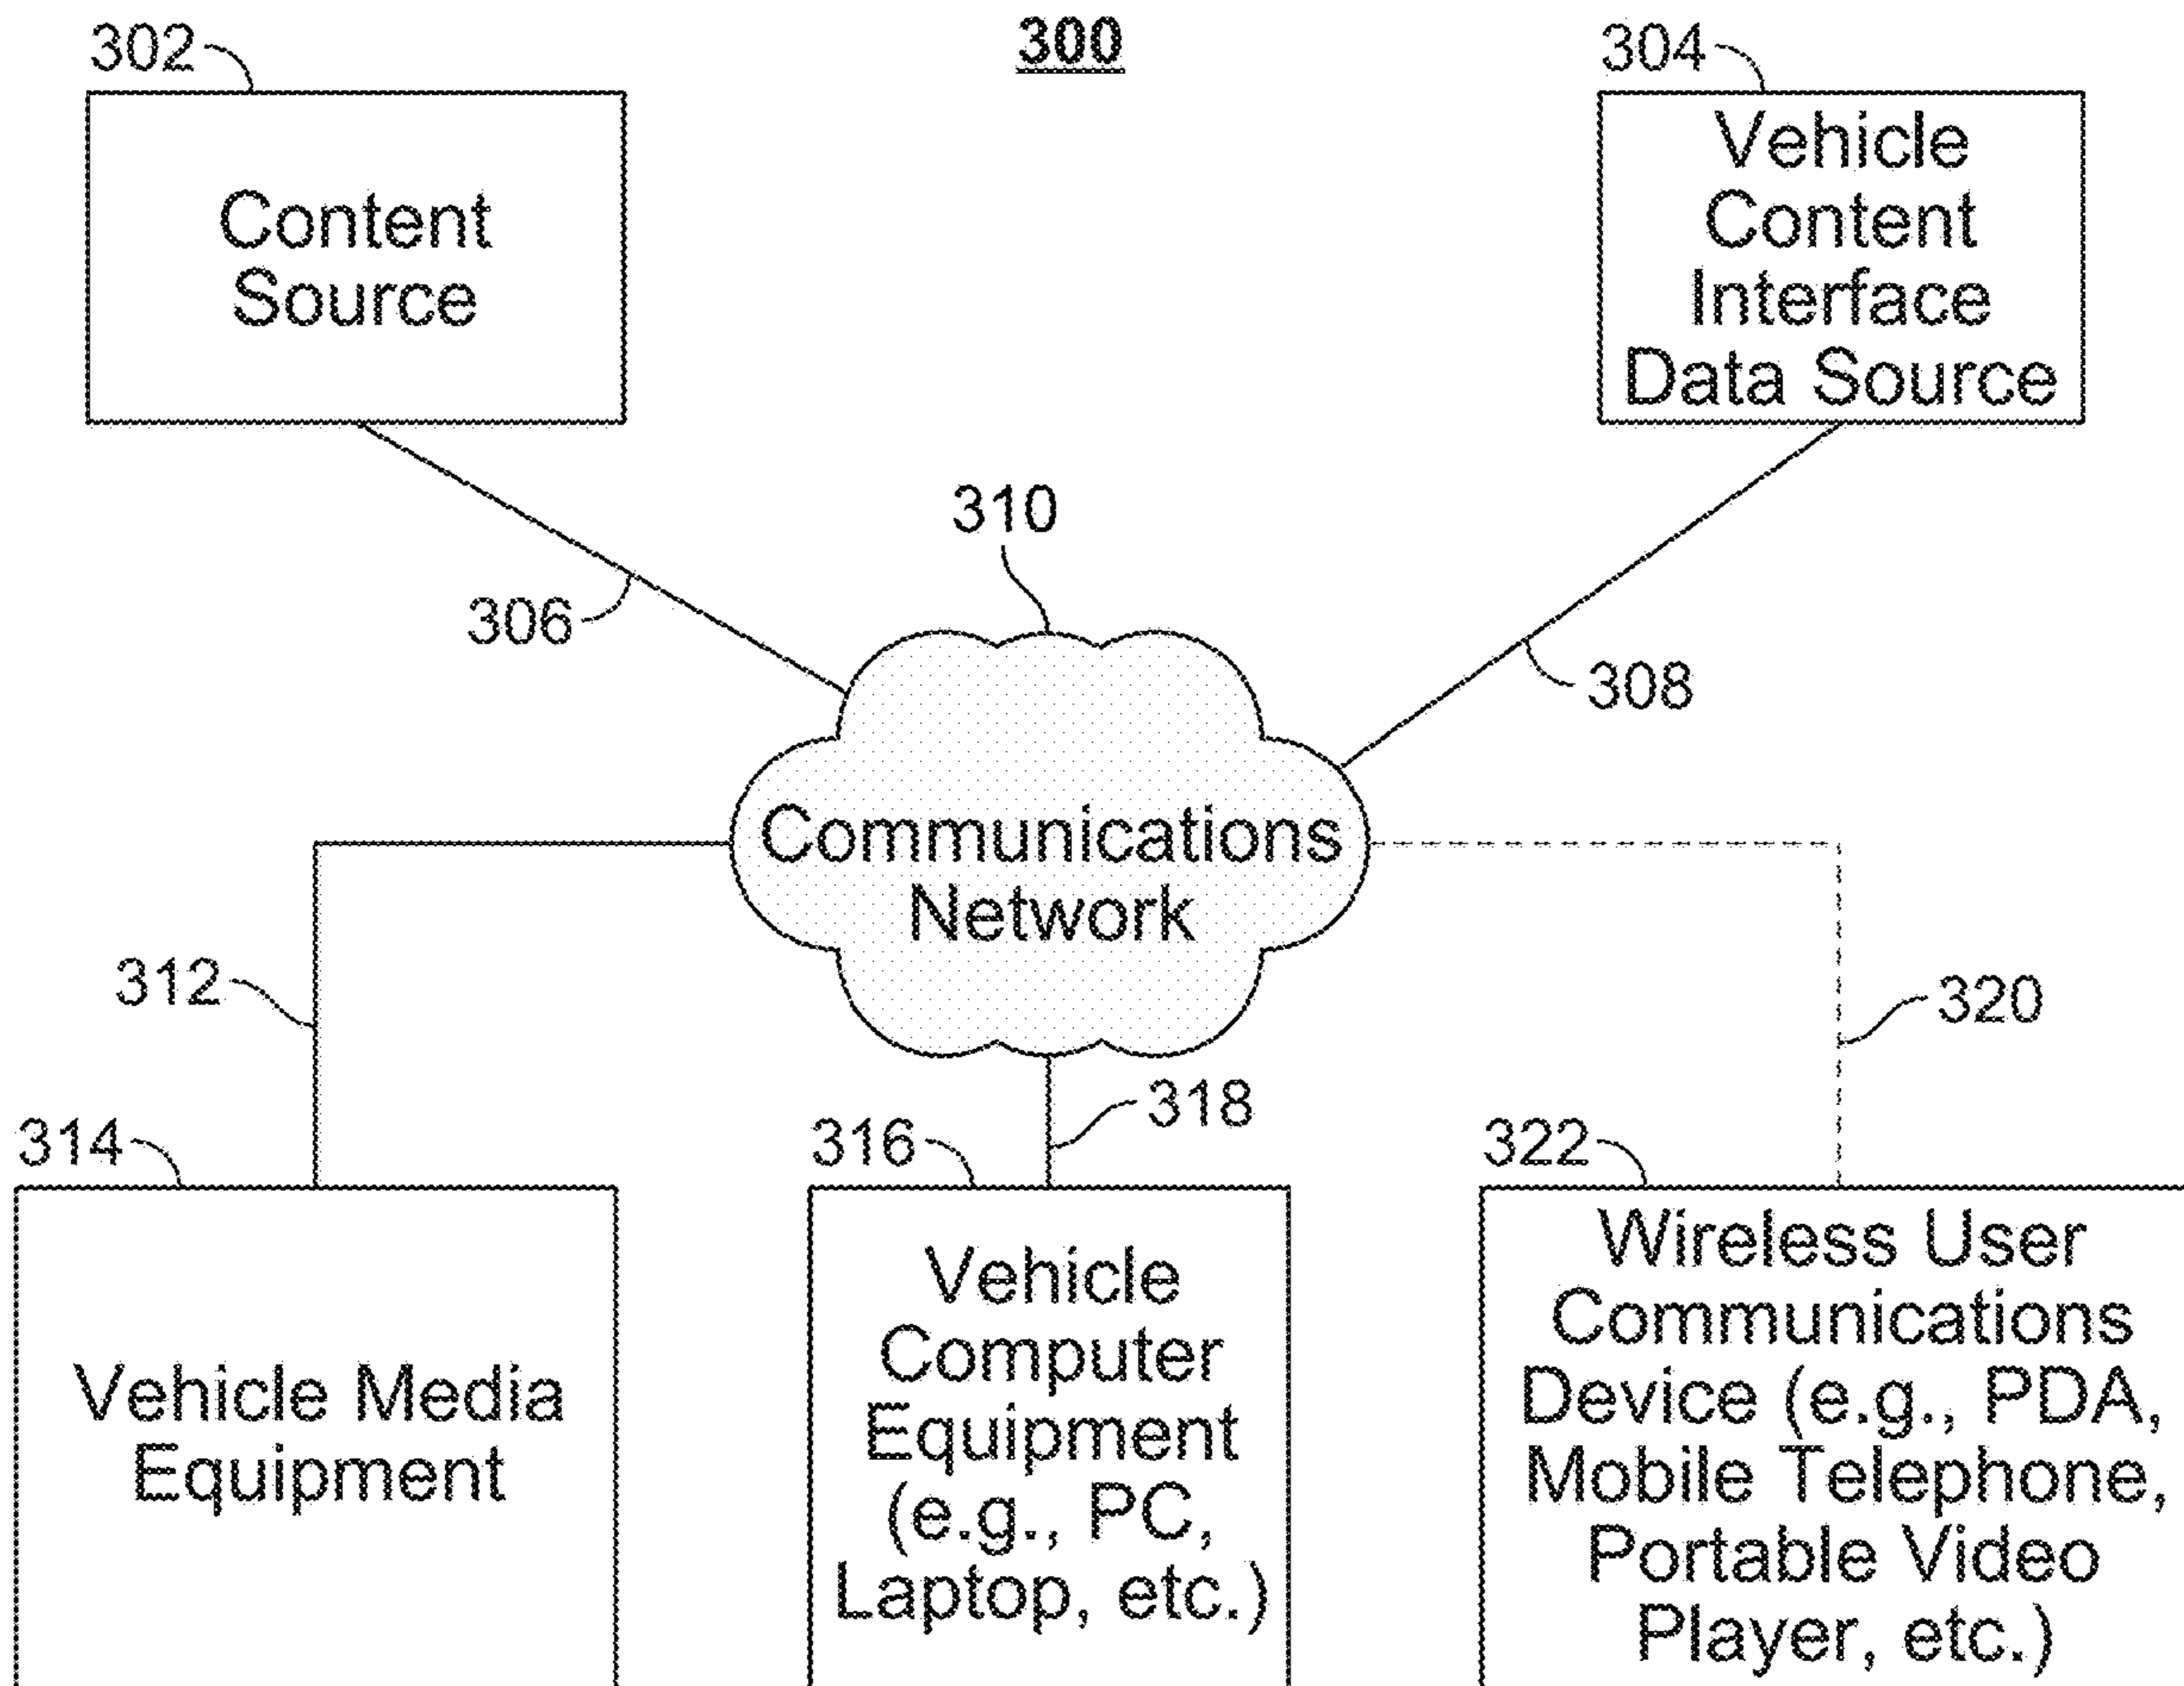 300
302
Content
Source
304
Vehicle
Content
Interface
Data Source
306
308
310
Communications
Network
312
314
Vehicle Media
Equipment
316
318
Vehicle
Computer
Equipment
(e.g., PC,
Laptop, etc.)
320
322
Wireless User
Communications
Device (e.g., PDA,
Mobile Telephone,
Portable Video
Player, etc.)